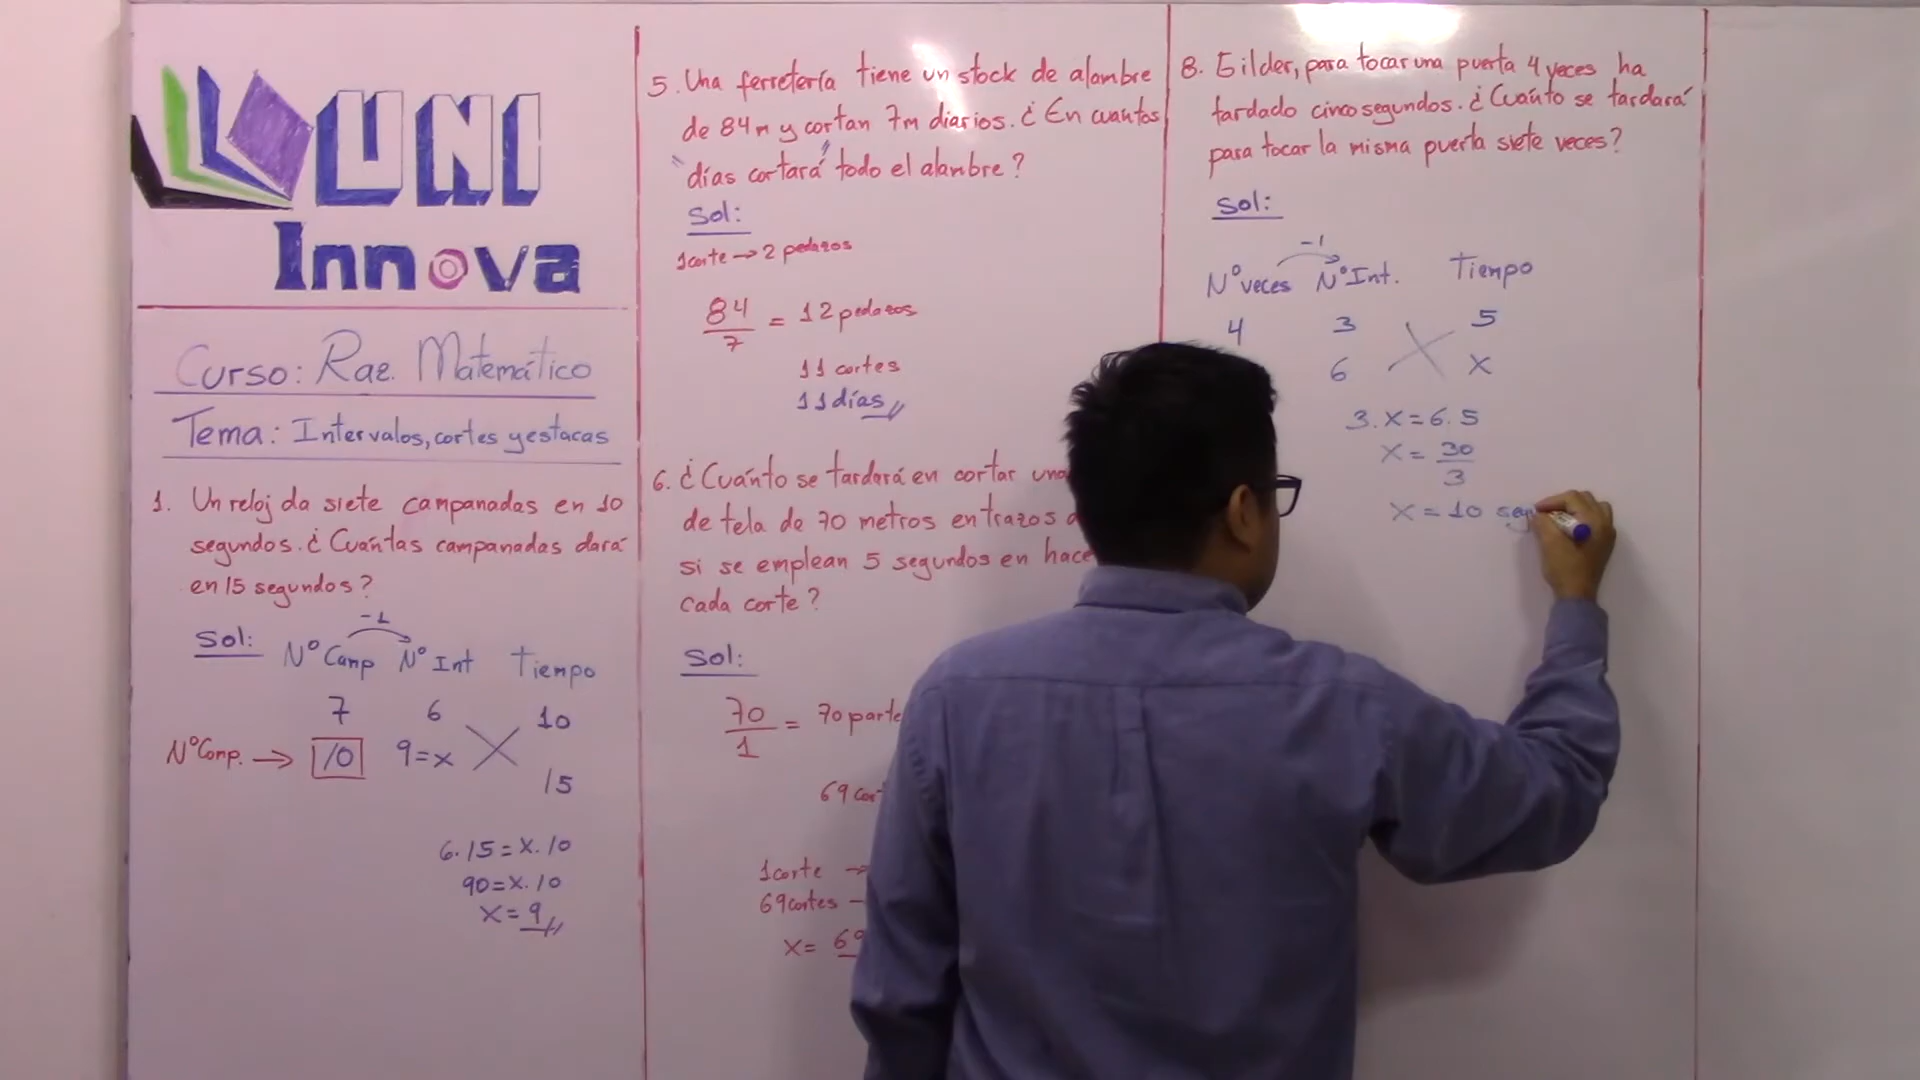 UNI
Innova
Curso: Raz. Matemático
Tema: Intervalos, cortes y estacas
1. Un reloj da siete campanadas en 10
segundos. ¿Cuántas campanadas dará
en 15 segundos?
Sol:
-1
N° Camp N° Int Tiempo
7 6 10
N° Camp. → 10 9=x
15
6.15=x.10
90=x.10
x=9
5. Una ferretería tiene un stock de alambre
de 84m y cortan 7m diarios. ¿En cuantos
días cortará todo el alambre?
Sol:
1corte → 2 pedazos
84/7 = 12 pedazos
11 cortes
11 días
6. ¿Cuánto se tardará en cortar una
de tela de 70 metros en trazos
si se emplean 5 segundos en hace
cada corte?
Sol:
70/1 = 70 parte
69 cort
1corte →
69cortes -
x= 69
8. Gilder, para tocar una puerta 4 veces ha
tardado cinco segundos. ¿Cuánto se tardará
para tocar la misma puerta siete veces?
Sol:
-1
N° veces N° Int. Tiempo
4 3 5
6 x
3.x=6.5
x=30/3
x=10 seg